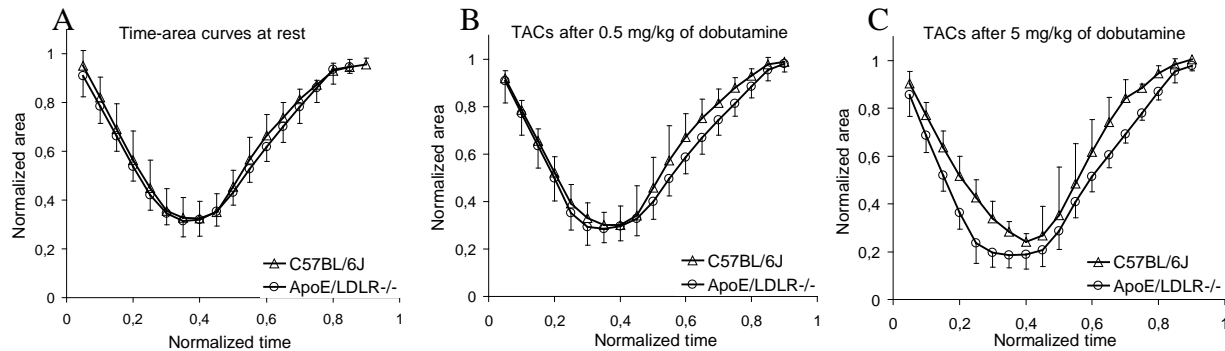 A
Time-area curves at rest
Normalized area
1
0,8
0,6
0,4
0,2
0
C57BL/6J
ApoE/LDLR-/-
0
0,2
0,4
0,6
0,8
1
Normalized time
B
TACs after 0.5 mg/kg of dobutamine
Normalized area
1
0,8
0,6
0,4
0,2
0
C57BL/6J
ApoE/LDLR-/-
0
0,2
0,4
0,6
0,8
1
Normalized time
C
TACs after 5 mg/kg of dobutamine
Normalized area
1
0,8
0,6
0,4
0,2
0
C57BL/6J
ApoE/LDLR-/-
0
0,2
0,4
0,6
0,8
1
Normalized time